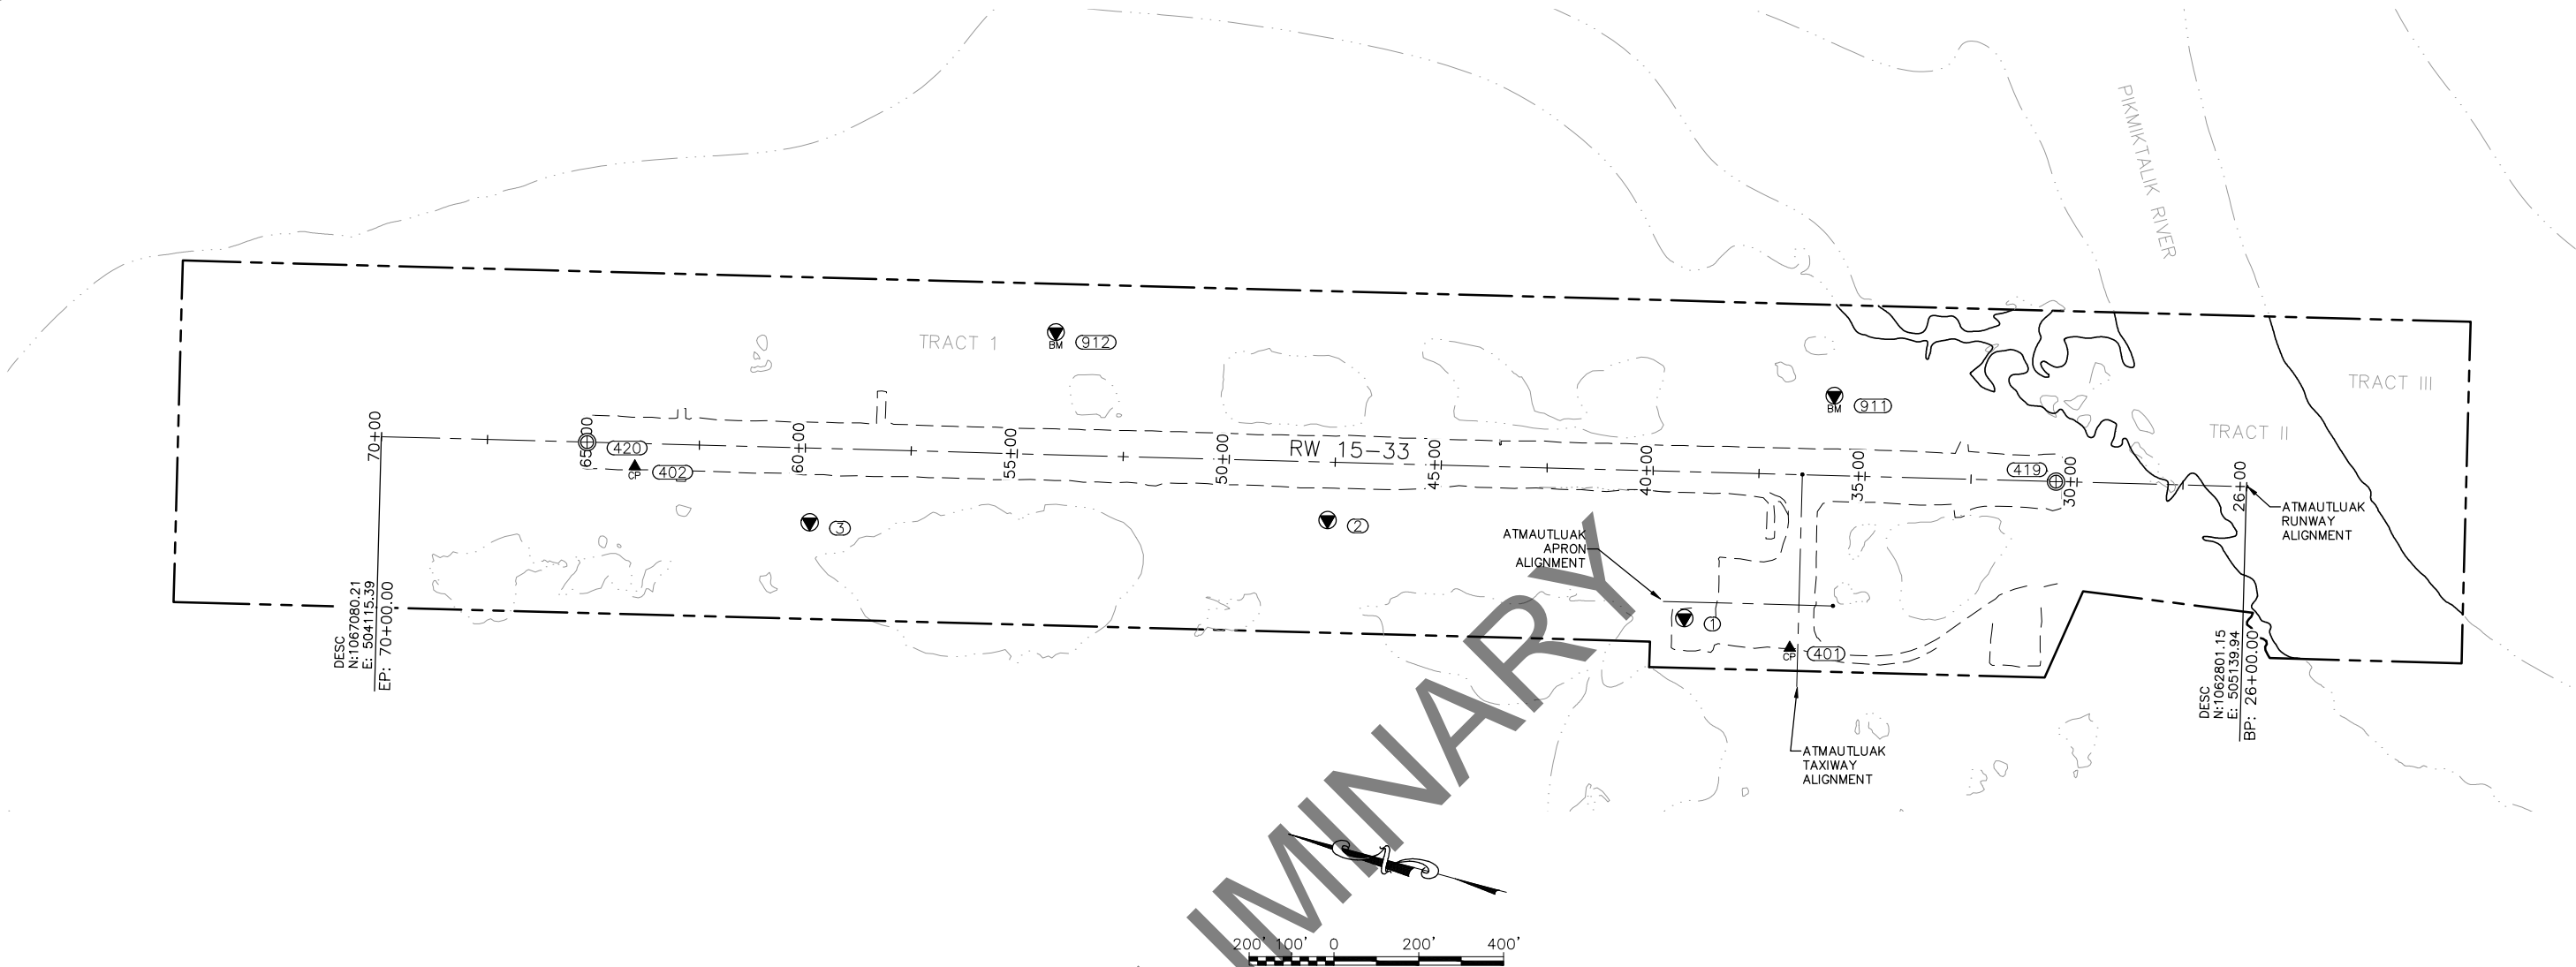 PIKMIKTALIK RIVER
TRACT 1
BM
912
TRACT III
BM
911
TRACT II
70+00
65+00
60+00
55+00
50+00
45+00
40+00
35+00
30+00
26+00
RW 15-33
420
CP
402
419
3
2
1
CP
401
ATMAUTLUAK
RUNWAY
ALIGNMENT
ATMAUTLUAK
APRON
ALIGNMENT
DESC
N:1067080.21
E: 504115.39
EP: 70+00.00
DESC
N:1062801.15
E: 505139.94
BP: 26+00.00
ATMAUTLUAK
TAXIWAY
ALIGNMENT
IMINARY
200' 100' 0 200' 400'